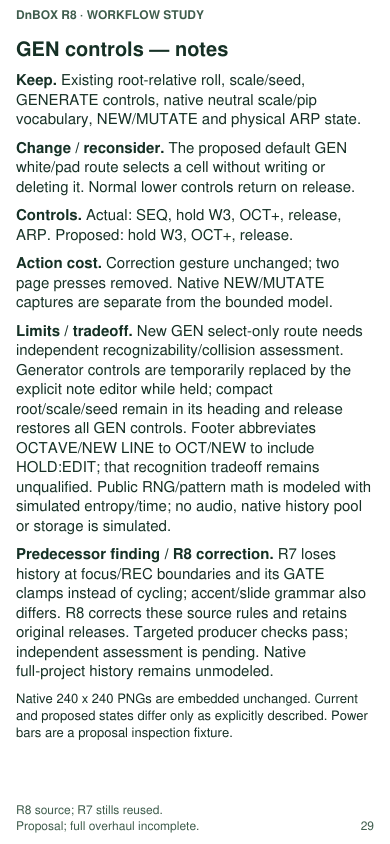 DnBOX R8 · WORKFLOW STUDY
GEN controls — notes
Keep. Existing root-relative roll, scale/seed,
GENERATE controls, native neutral scale/pip
vocabulary, NEW/MUTATE and physical ARP state.
Change / reconsider. The proposed default GEN
white/pad route selects a cell without writing or
deleting it. Normal lower controls return on release.
Controls. Actual: SEQ, hold W3, OCT+, release,
ARP. Proposed: hold W3, OCT+, release.
Action cost. Correction gesture unchanged; two
page presses removed. Native NEW/MUTATE
captures are separate from the bounded model.
Limits / tradeoff. New GEN select-only route needs
independent recognizability/collision assessment.
Generator controls are temporarily replaced by the
explicit note editor while held; compact
root/scale/seed remain in its heading and release
restores all GEN controls. Footer abbreviates
OCTAVE/NEW LINE to OCT/NEW to include
HOLD:EDIT; that recognition tradeoff remains
unqualified. Public RNG/pattern math is modeled with
simulated entropy/time; no audio, native history pool
or storage is simulated.
Predecessor finding / R8 correction. R7 loses
history at focus/REC boundaries and its GATE
clamps instead of cycling; accent/slide grammar also
differs. R8 corrects these source rules and retains
original releases. Targeted producer checks pass;
independent assessment is pending. Native
full-project history remains unmodeled.
Native 240 x 240 PNGs are embedded unchanged. Current
and proposed states differ only as explicitly described. Power
bars are a proposal inspection fixture.
R8 source; R7 stills reused.
Proposal; full overhaul incomplete.
29